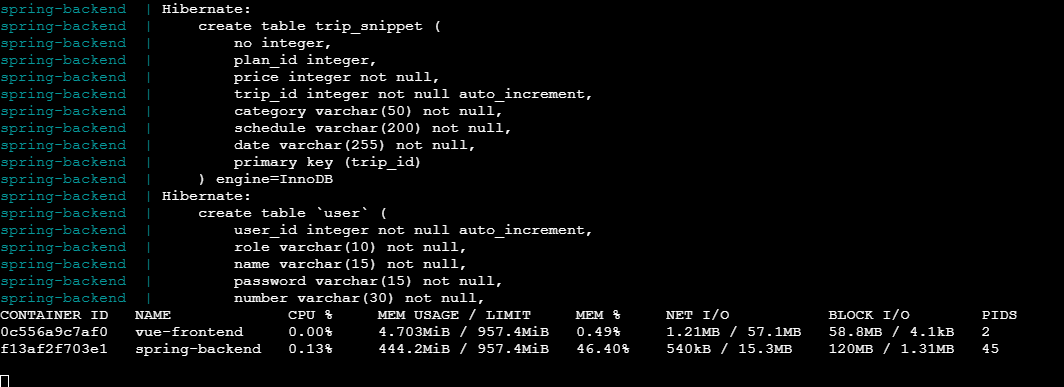 spring-backend | Hibernate:
spring-backend | create table trip_snippet (
spring-backend | no integer,
spring-backend | plan_id integer,
spring-backend | price integer not null,
spring-backend | trip_id integer not null auto_increment,
spring-backend | category varchar(50) not null,
spring-backend | schedule varchar(200) not null,
spring-backend | date varchar(255) not null,
spring-backend | primary key (trip_id)
spring-backend | ) engine=InnoDB
spring-backend | Hibernate:
spring-backend | create table `user` (
spring-backend | user_id integer not null auto_increment,
spring-backend | role varchar(10) not null,
spring-backend | name varchar(15) not null,
spring-backend | password varchar(15) not null,
spring-backend | number varchar(30) not null,
CONTAINER ID NAME CPU % MEM USAGE / LIMIT MEM % NET I/O BLOCK I/O PIDS
0c556a9c7af0 vue-frontend 0.00% 4.703MiB / 957.4MiB 0.49% 1.21MB / 57.1MB 58.8MB / 4.1kB 2
f13af2f703e1 spring-backend 0.13% 444.2MiB / 957.4MiB 46.40% 540kB / 15.3MB 120MB / 1.31MB 45